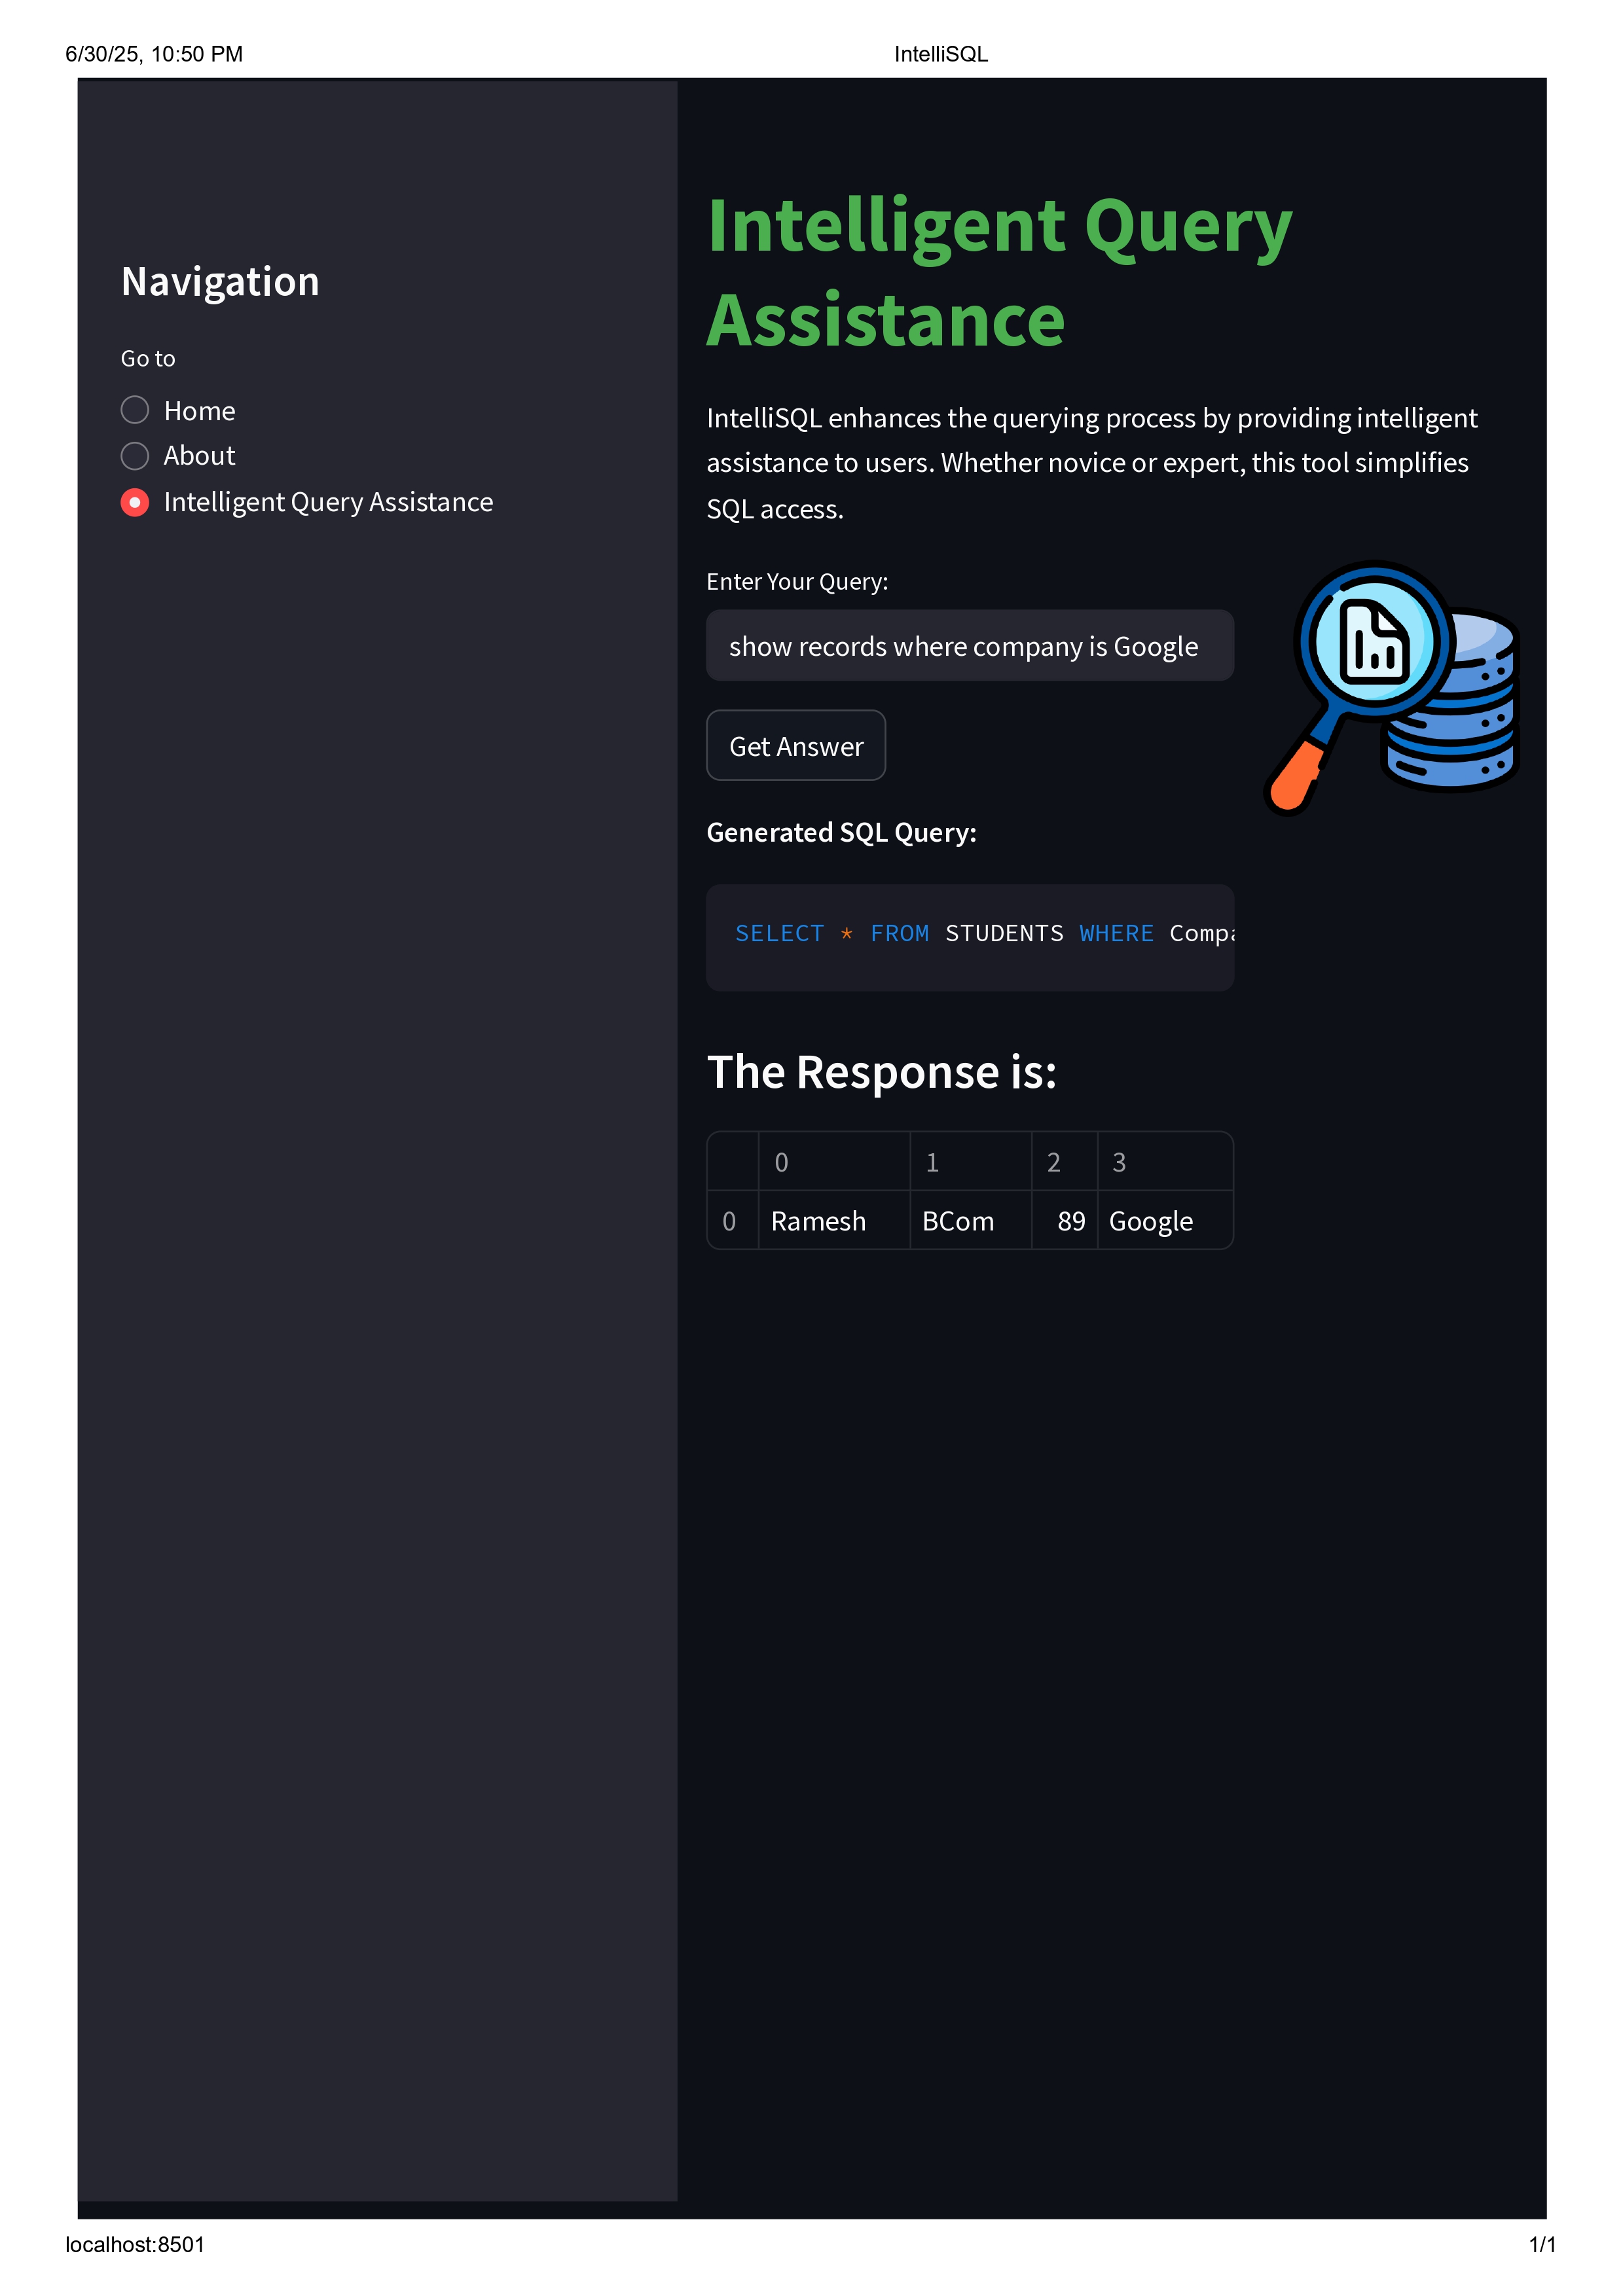 6/30/25, 10:50 PM
IntelliSQL
Navigation
Go to
Home
About
Intelligent Query Assistance
Intelligent Query
Assistance
IntelliSQL enhances the querying process by providing intelligent
assistance to users. Whether novice or expert, this tool simplifies
SQL access.
Enter Your Query:
show records where company is Google
Get Answer
Generated SQL Query:
SELECT * FROM STUDENTS WHERE
The Response is:
0 1 2 3
0 Ramesh BCom 89 Google
localhost:8501
1/1